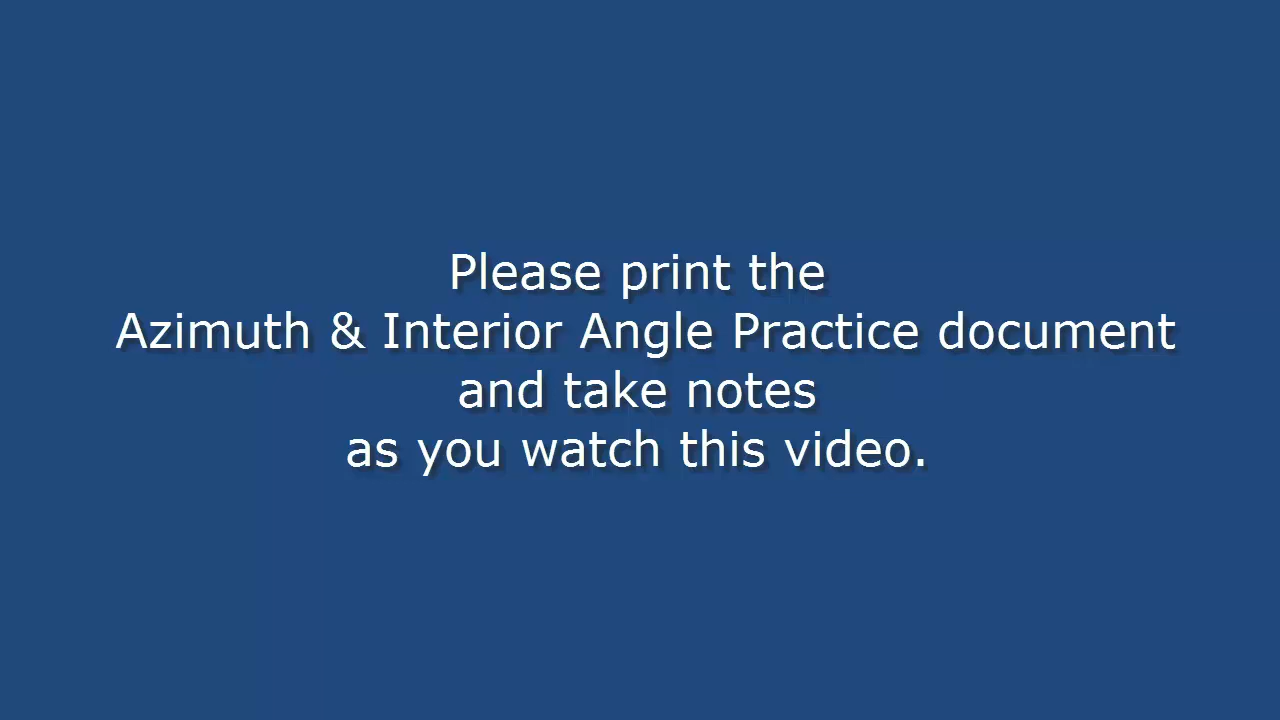 Please print the
Azimuth & Interior Angle Practice document
and take notes
as you watch this video.